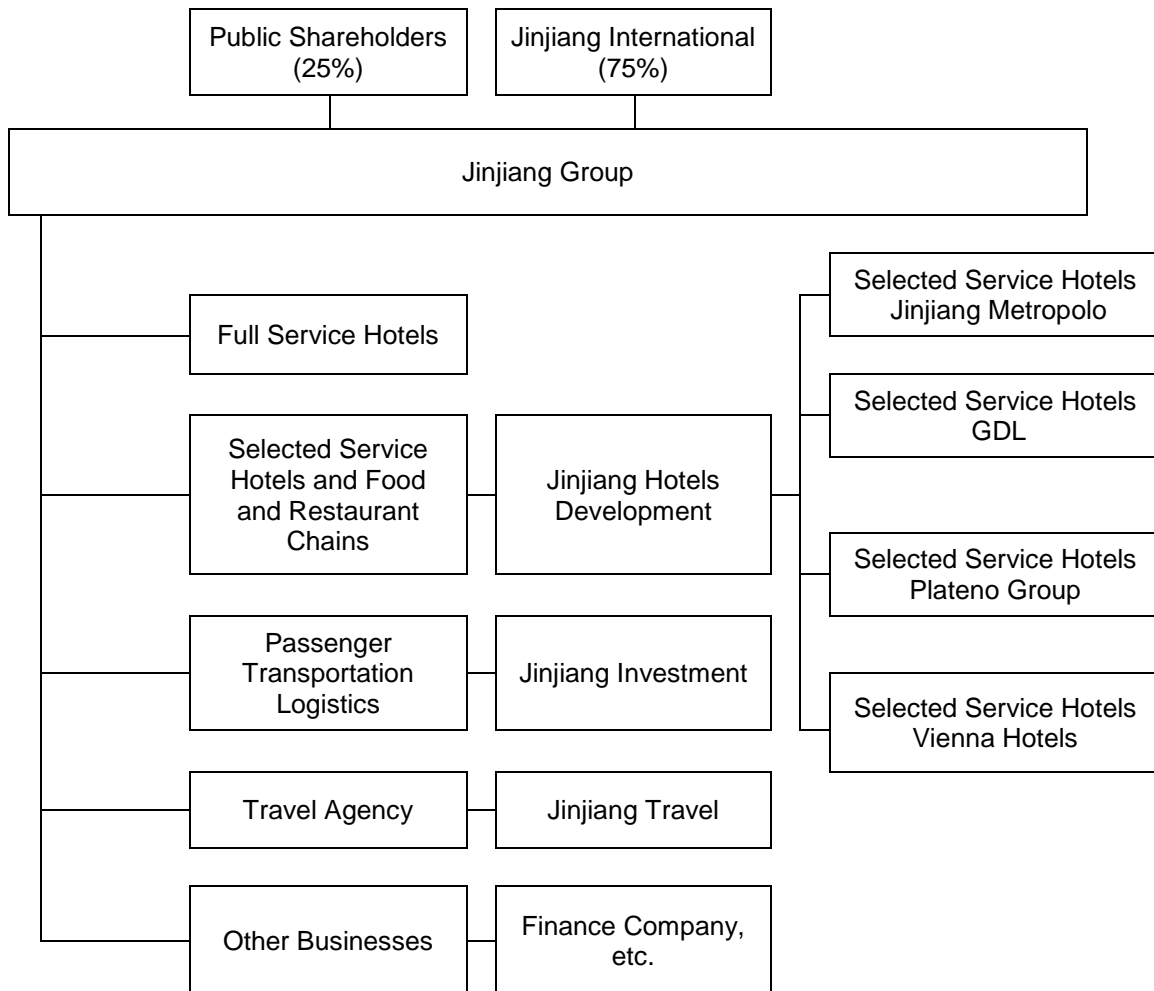 Public Shareholders
(25%)
Jinjiang International
(75%)
Jinjiang Group
Full Service Hotels
Selected Service
Hotels and Food
and Restaurant
Chains
Jinjiang Hotels
Development
Selected Service Hotels
Jinjiang Metropolo
Selected Service Hotels
GDL
Selected Service Hotels
Plateno Group
Selected Service Hotels
Vienna Hotels
Passenger
Transportation
Logistics
Jinjiang Investment
Travel Agency
Jinjiang Travel
Other Businesses
Finance Company,
etc.